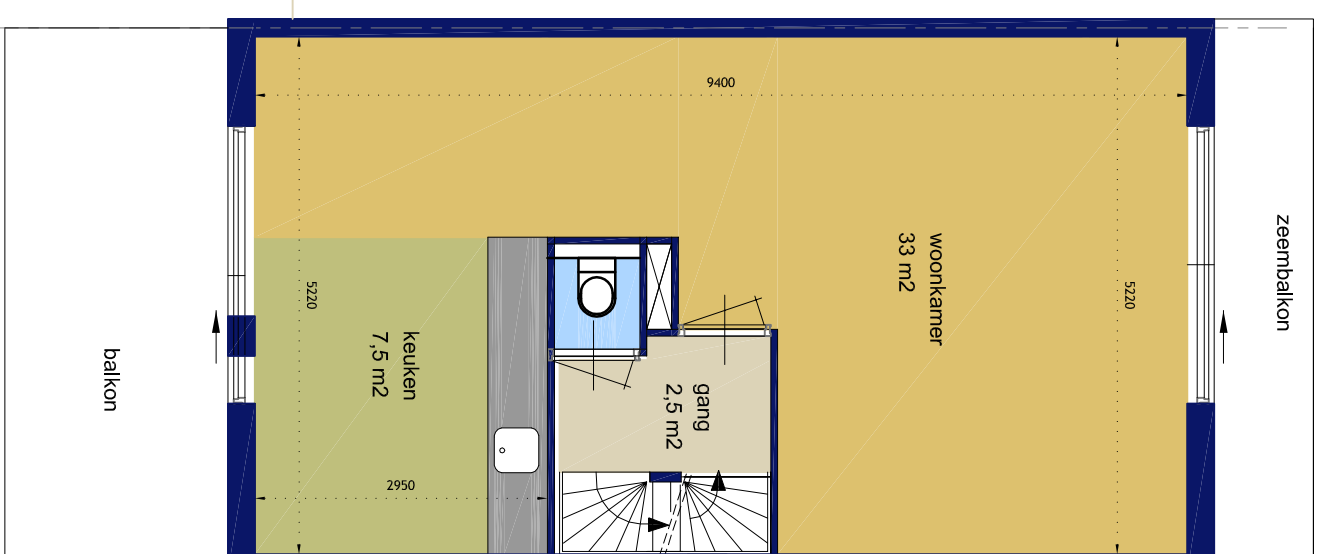 9400
zeembalkon
woonkamer
33 m2
5220
5220
keuken
7,5 m2
balkon
gang
2,5 m2
2950